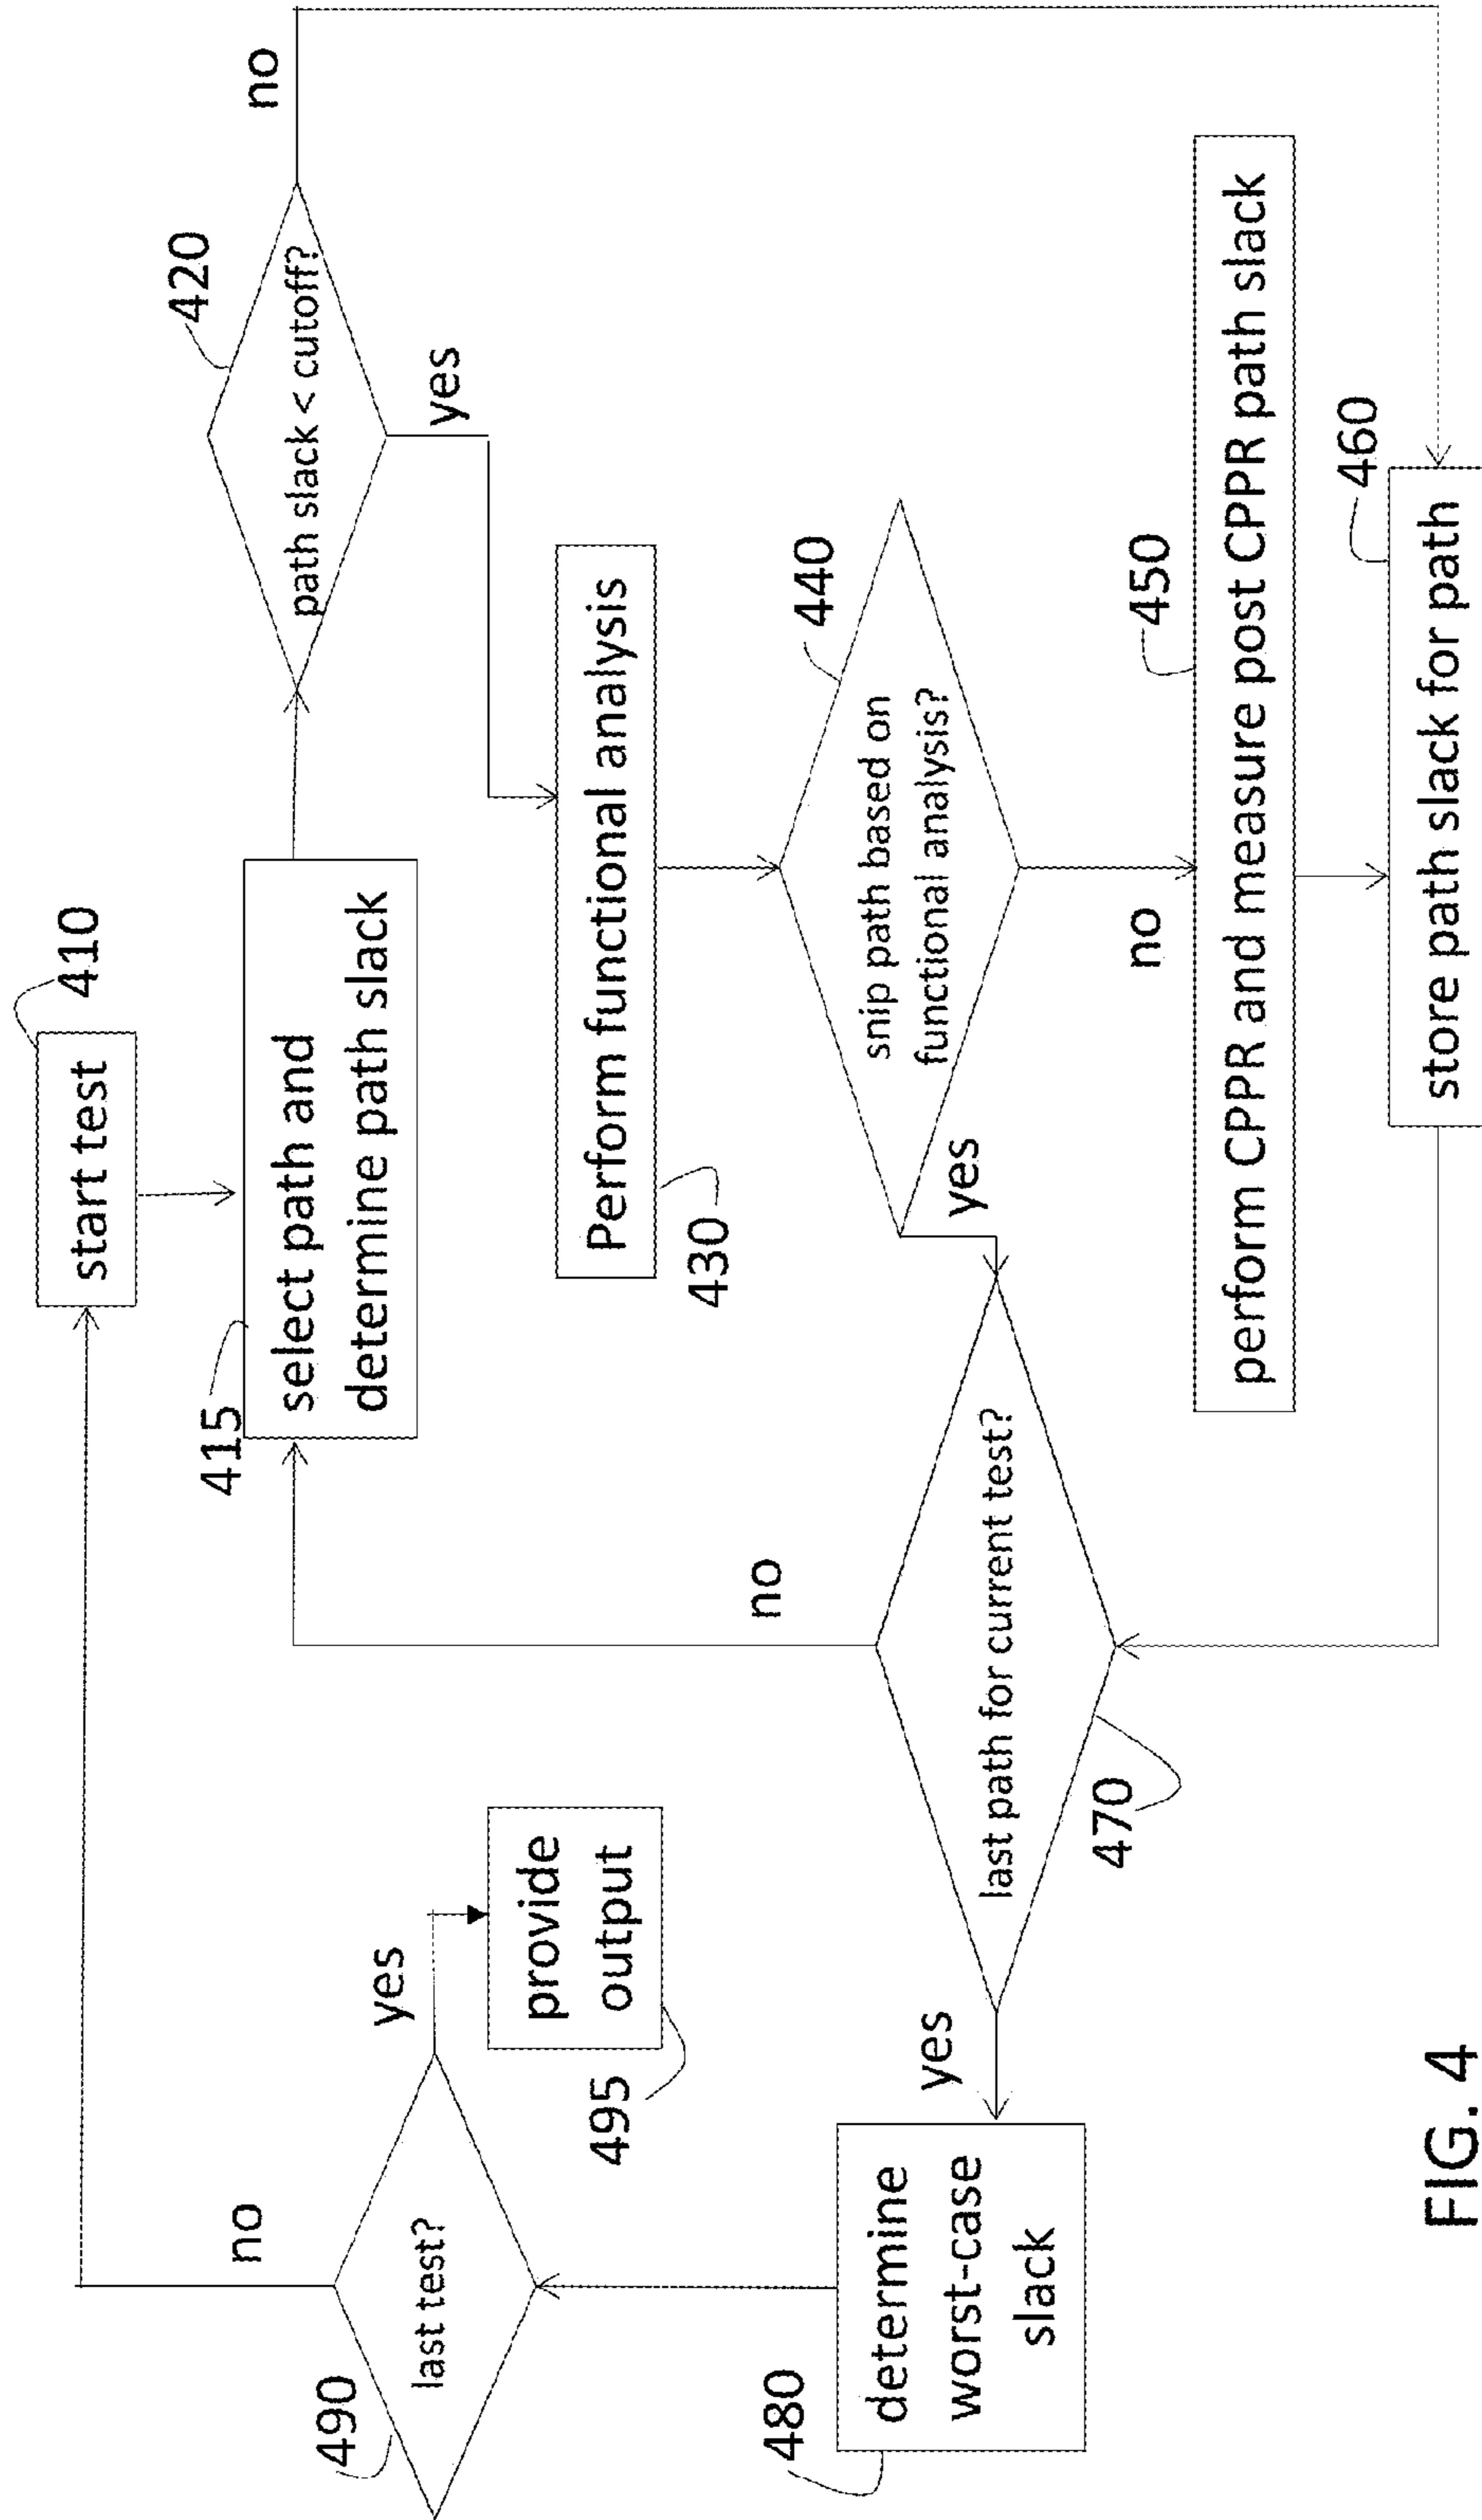 410
start test
415
select path and
determine path slack
420
path slack < cutoff?
no
yes
Perform functional analysis
430
440
snip path based on
functional analysis?
yes
no
450
perform CPPR and measure post CPPR path slack
460
store path slack for path
last path for current test?
470
no
yes
480
determine
worst-case
slack
490
last test?
no
yes
provide
output
495
FIG. 4